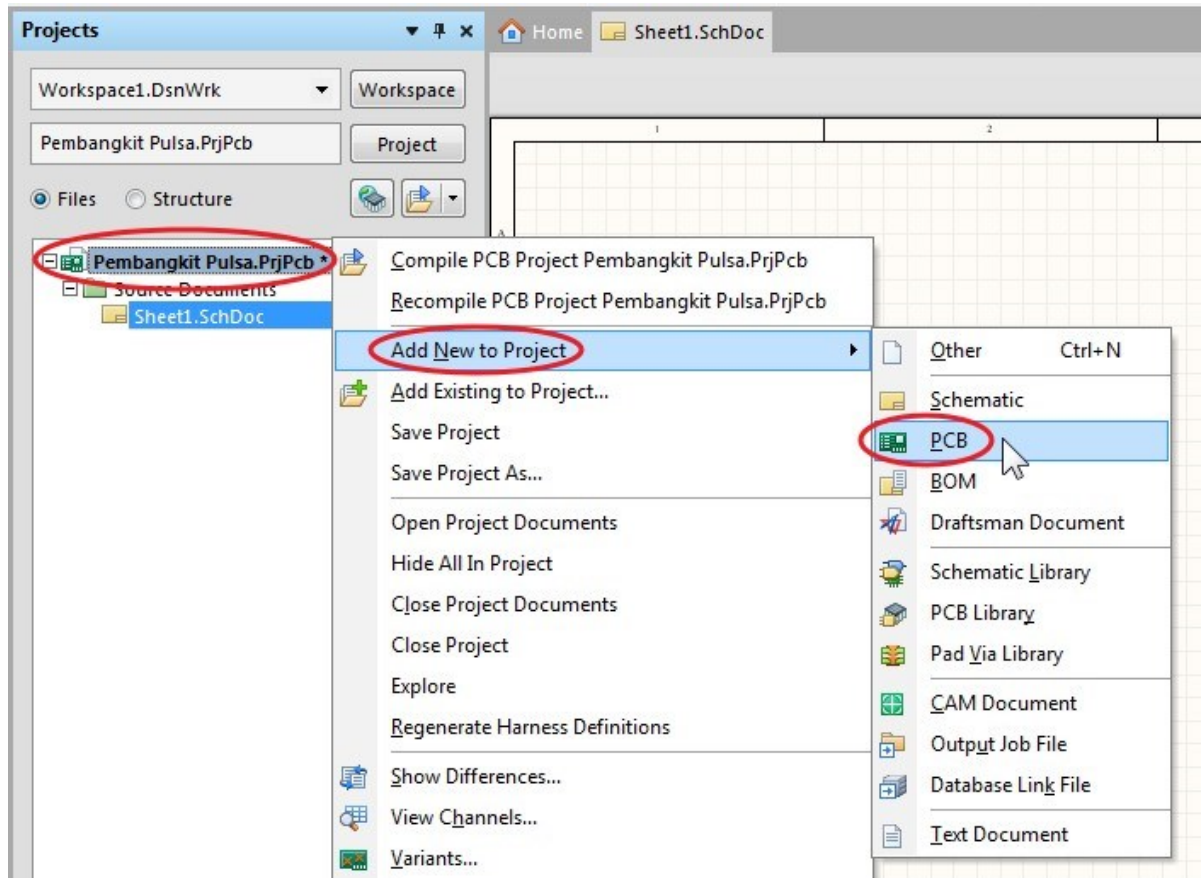 Projects
Home
Sheet1.SchDoc
Workspace1.DsnWrk
Workspace
Pembangkit Pulsa.PrjPcb
Project
Files
Structure
1
2
A
Pembangkit Pulsa.PrjPcb *
Source Documents
Sheet1.SchDoc
Compile PCB Project Pembangkit Pulsa.PrjPcb
Recompile PCB Project Pembangkit Pulsa.PrjPcb
Add New to Project
Add Existing to Project...
Save Project
Save Project As...
Open Project Documents
Hide All In Project
Close Project Documents
Close Project
Explore
Regenerate Harness Definitions
Show Differences...
View Channels...
Variants...
Other Ctrl+N
Schematic
PCB
BOM
Draftsman Document
Schematic Library
PCB Library
Pad Via Library
CAM Document
Output Job File
Database Link File
Text Document